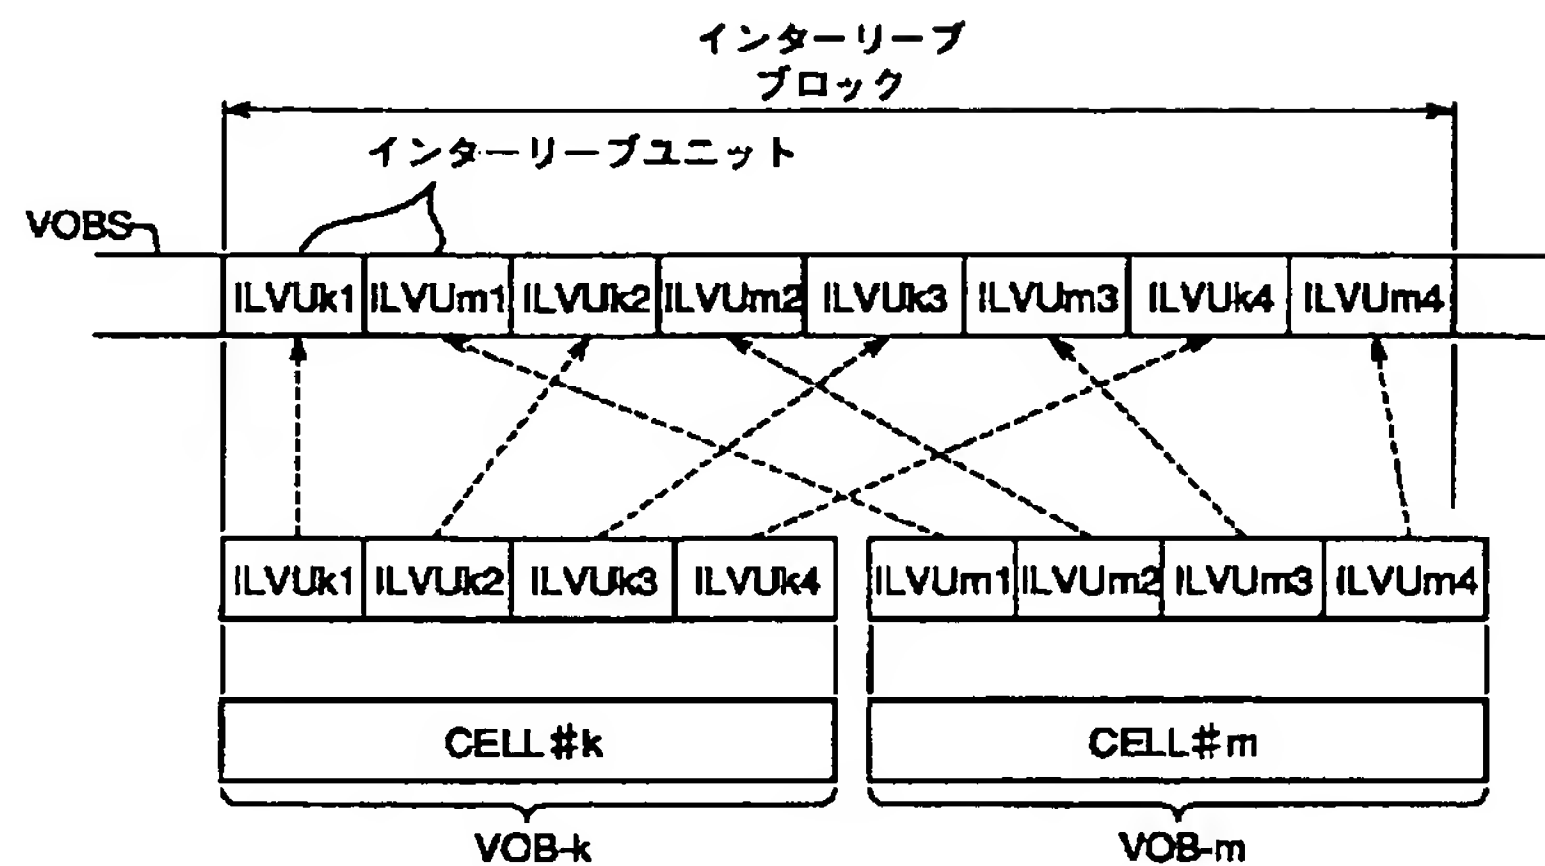 インターリーブ
ブロック
インターリーブユニット
VOBS
ILVUk1 ILVUm1 ILVUk2 ILVUm2 ILVUk3 ILVUm3 ILVUk4 ILVUm4
ILVUk1 ILVUk2 ILVUk3 ILVUk4 ILVUm1 ILVUm2 ILVUm3 ILVUm4
CELL#k CELL#m
VOB-k VOB-m